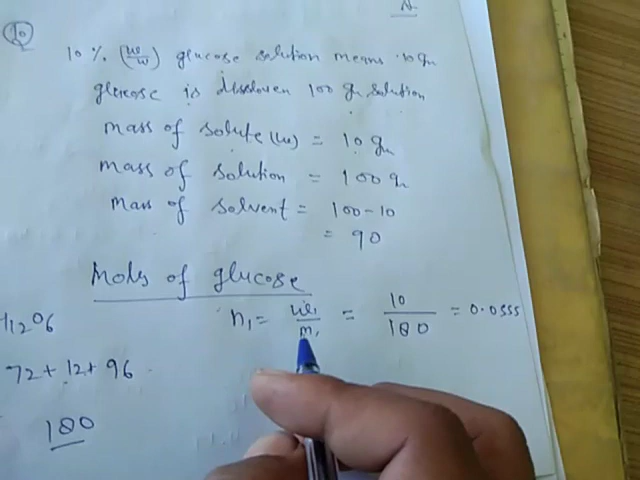 10
10 % (w/w) glucose solution means 10 gm
glucose is dissolven 100 gm solution
mass of solute (w) = 10 gm
mass of solution = 100 gm
Mass of solvent = 100-10
= 90
Mols of glucose
n₁ = w₁/m₁ = 10/180 = 0.0555
H12O6
72+12+96
180